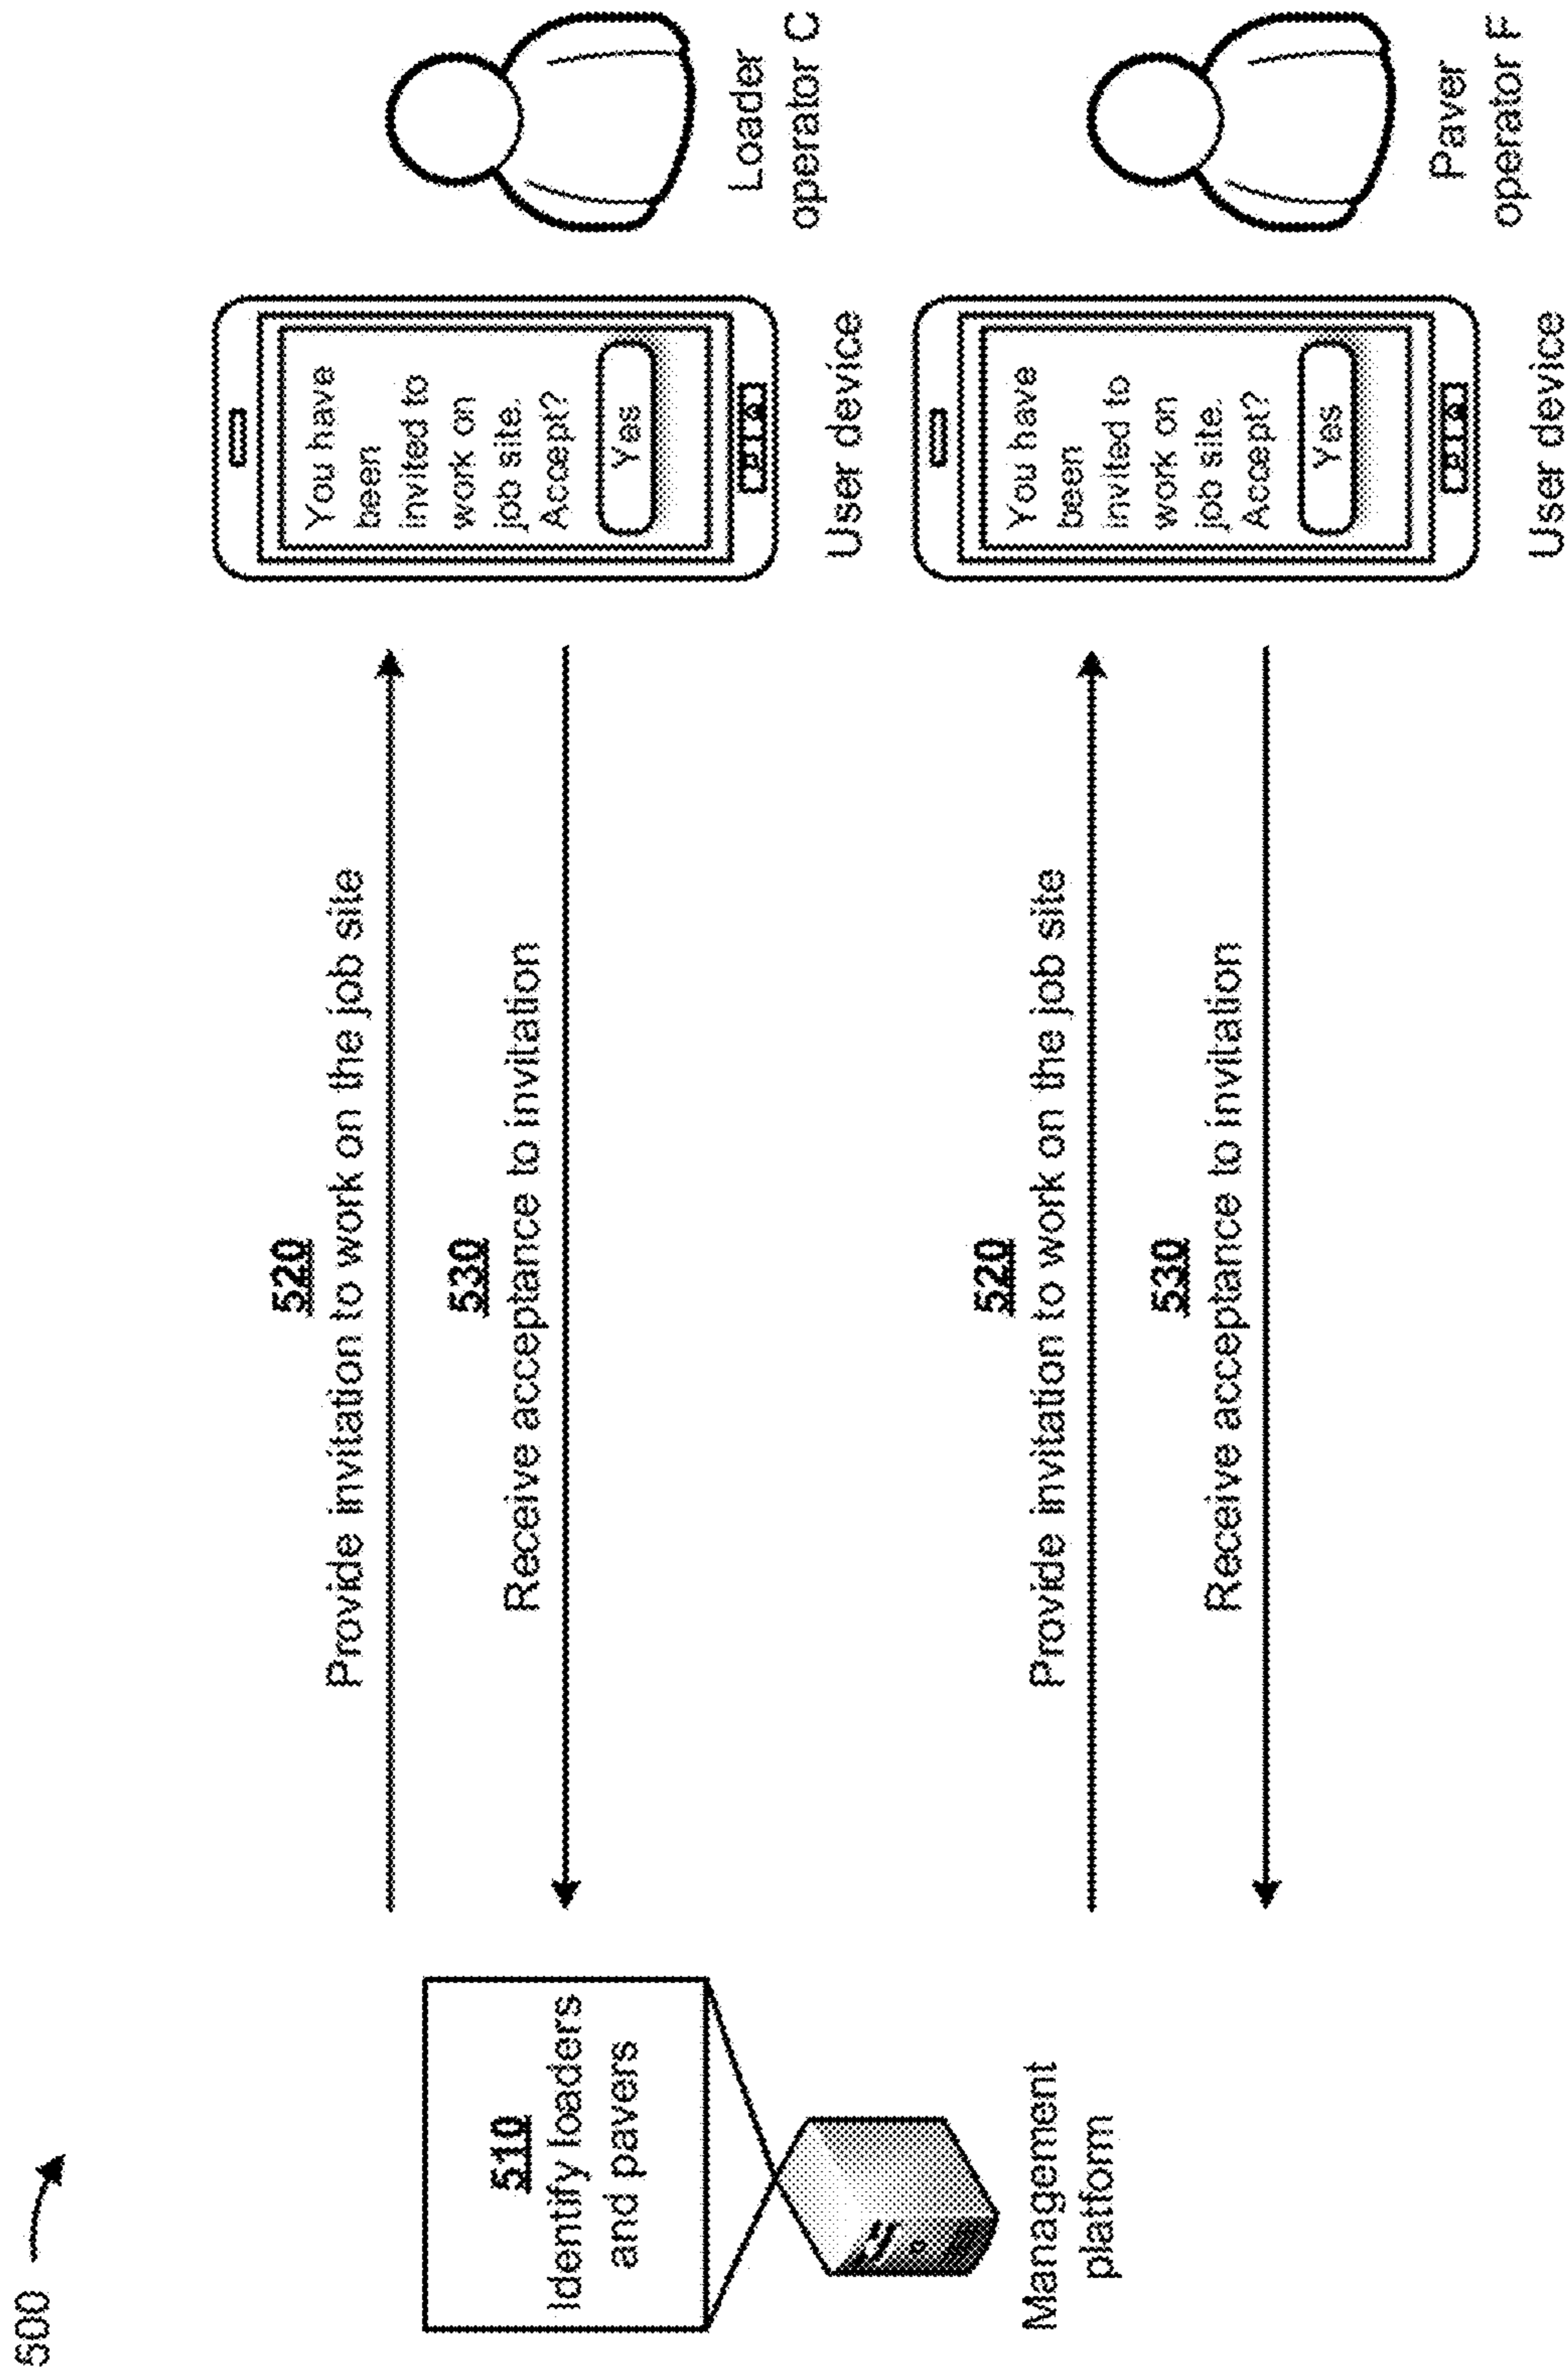 500
510
Identify loaders
and pavers
Management
platform
520
Provide invitation to work on the job site
530
Receive acceptance to invitation
You have
been
invited to
work on
job site.
Accept?
Yes
User device
Loader
operator C
520
Provide invitation to work on the job site
530
Receive acceptance to invitation
You have
been
invited to
work on
job site.
Accept?
Yes
User device
Paver
operator F